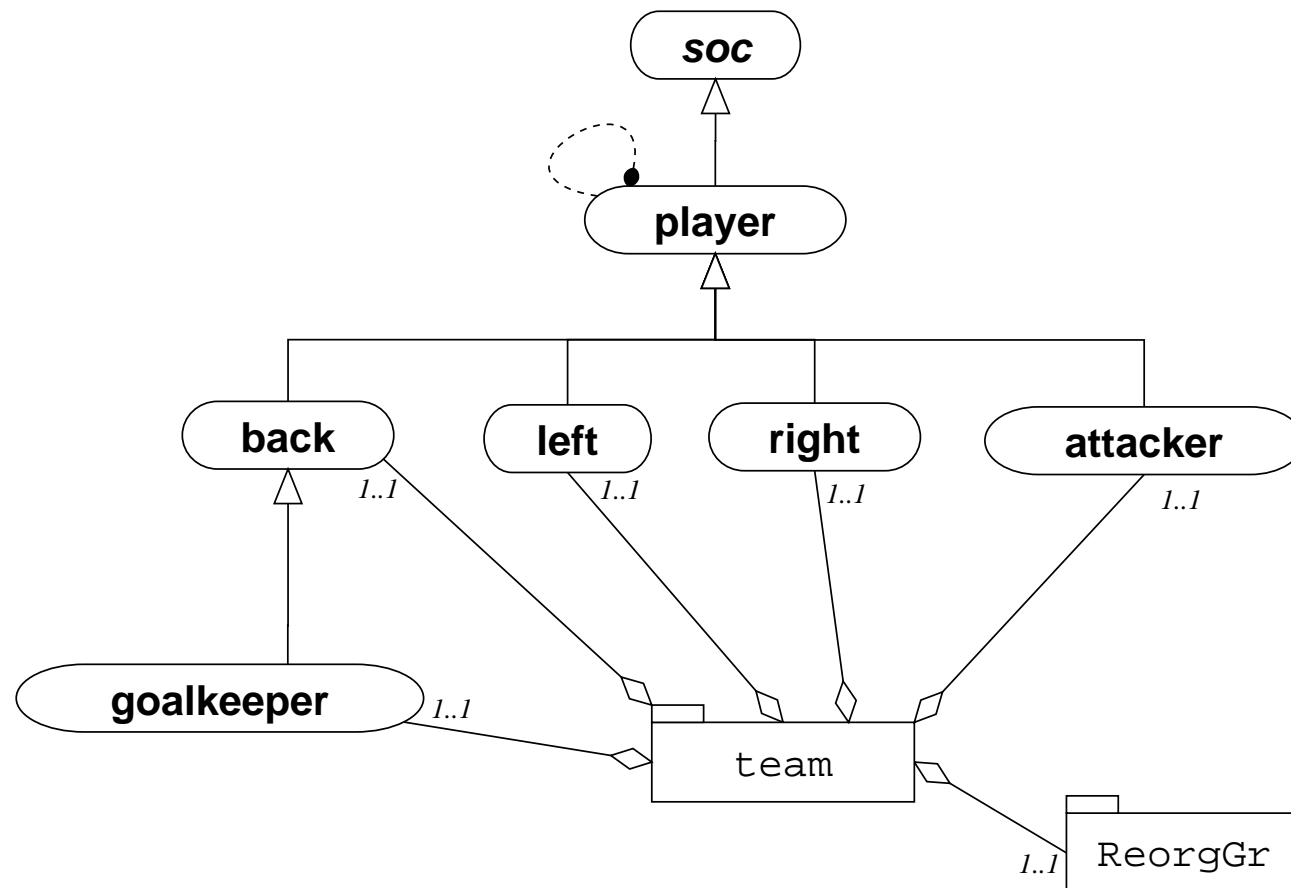 soc
player
back
left
right
attacker
1..1
1..1
1..1
1..1
goalkeeper
1..1
team
ReorgGr
1..1